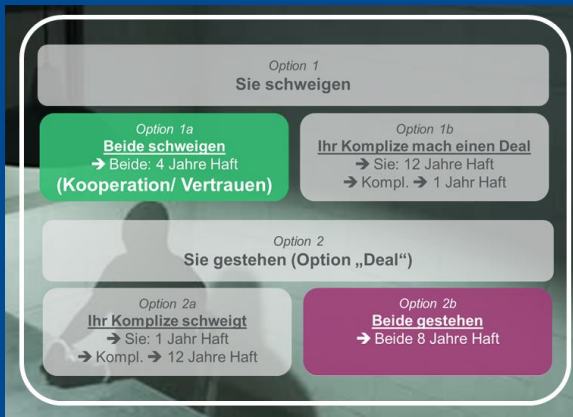 Option 1
Sie schweigen
Option 1a
Beide schweigen
➔ Beide: 4 Jahre Haft
(Kooperation/ Vertrauen)
Option 1b
Ihr Komplize mach einen Deal
➔ Sie: 12 Jahre Haft
➔ Kompl. ➔ 1 Jahr Haft
Option 2
Sie gestehen (Option „Deal“)
Option 2a
Ihr Komplize schweigt
➔ Sie: 1 Jahr Haft
➔ Kompl. ➔ 12 Jahre Haft
Option 2b
Beide gestehen
➔ Beide 8 Jahre Haft